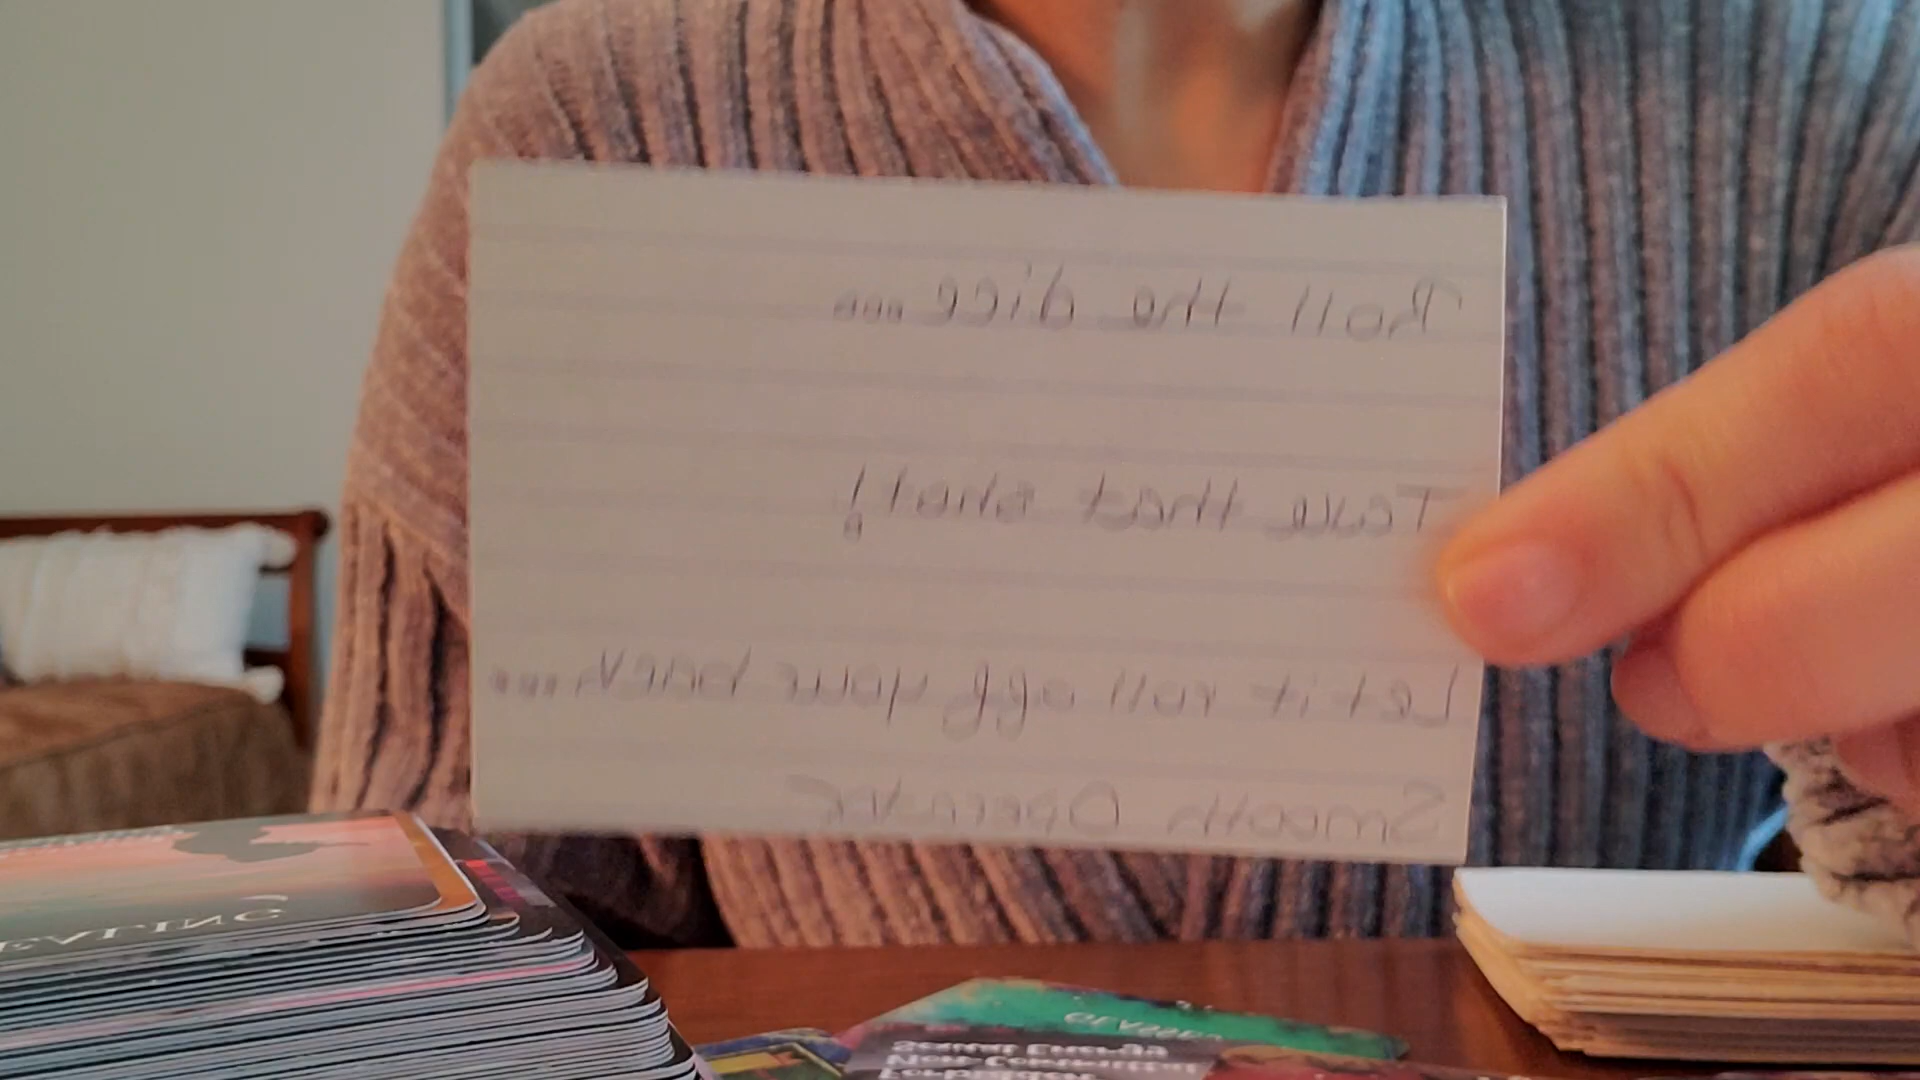 Roll the dice...
Take that shot!
Let it roll off your back....
Smooth Operator